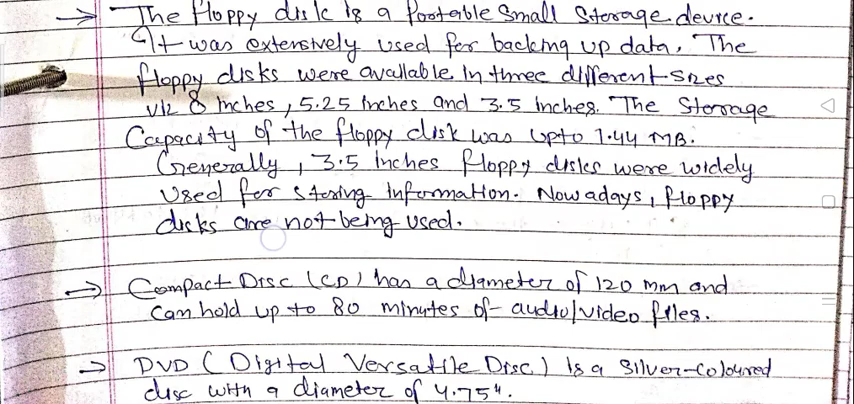 → The Floppy disk is a Portable Small Storage device.
It was extensively used for backing up data. The
floppy disks were available in three different sizes
viz 8 inches, 5.25 inches and 3.5 inches. The Storage
Capacity of the floppy disk was upto 1.44 MB.
Generally, 3.5 inches floppy disks were widely
used for storing information. Nowadays, floppy
disks are not being used.
→ Compact Disc (CD) has a diameter of 120 mm and
can hold up to 80 minutes of audio/video files.
→ DVD (Digital Versatile Disc) is a Silver-Coloured
disc with a diameter of 4.75".